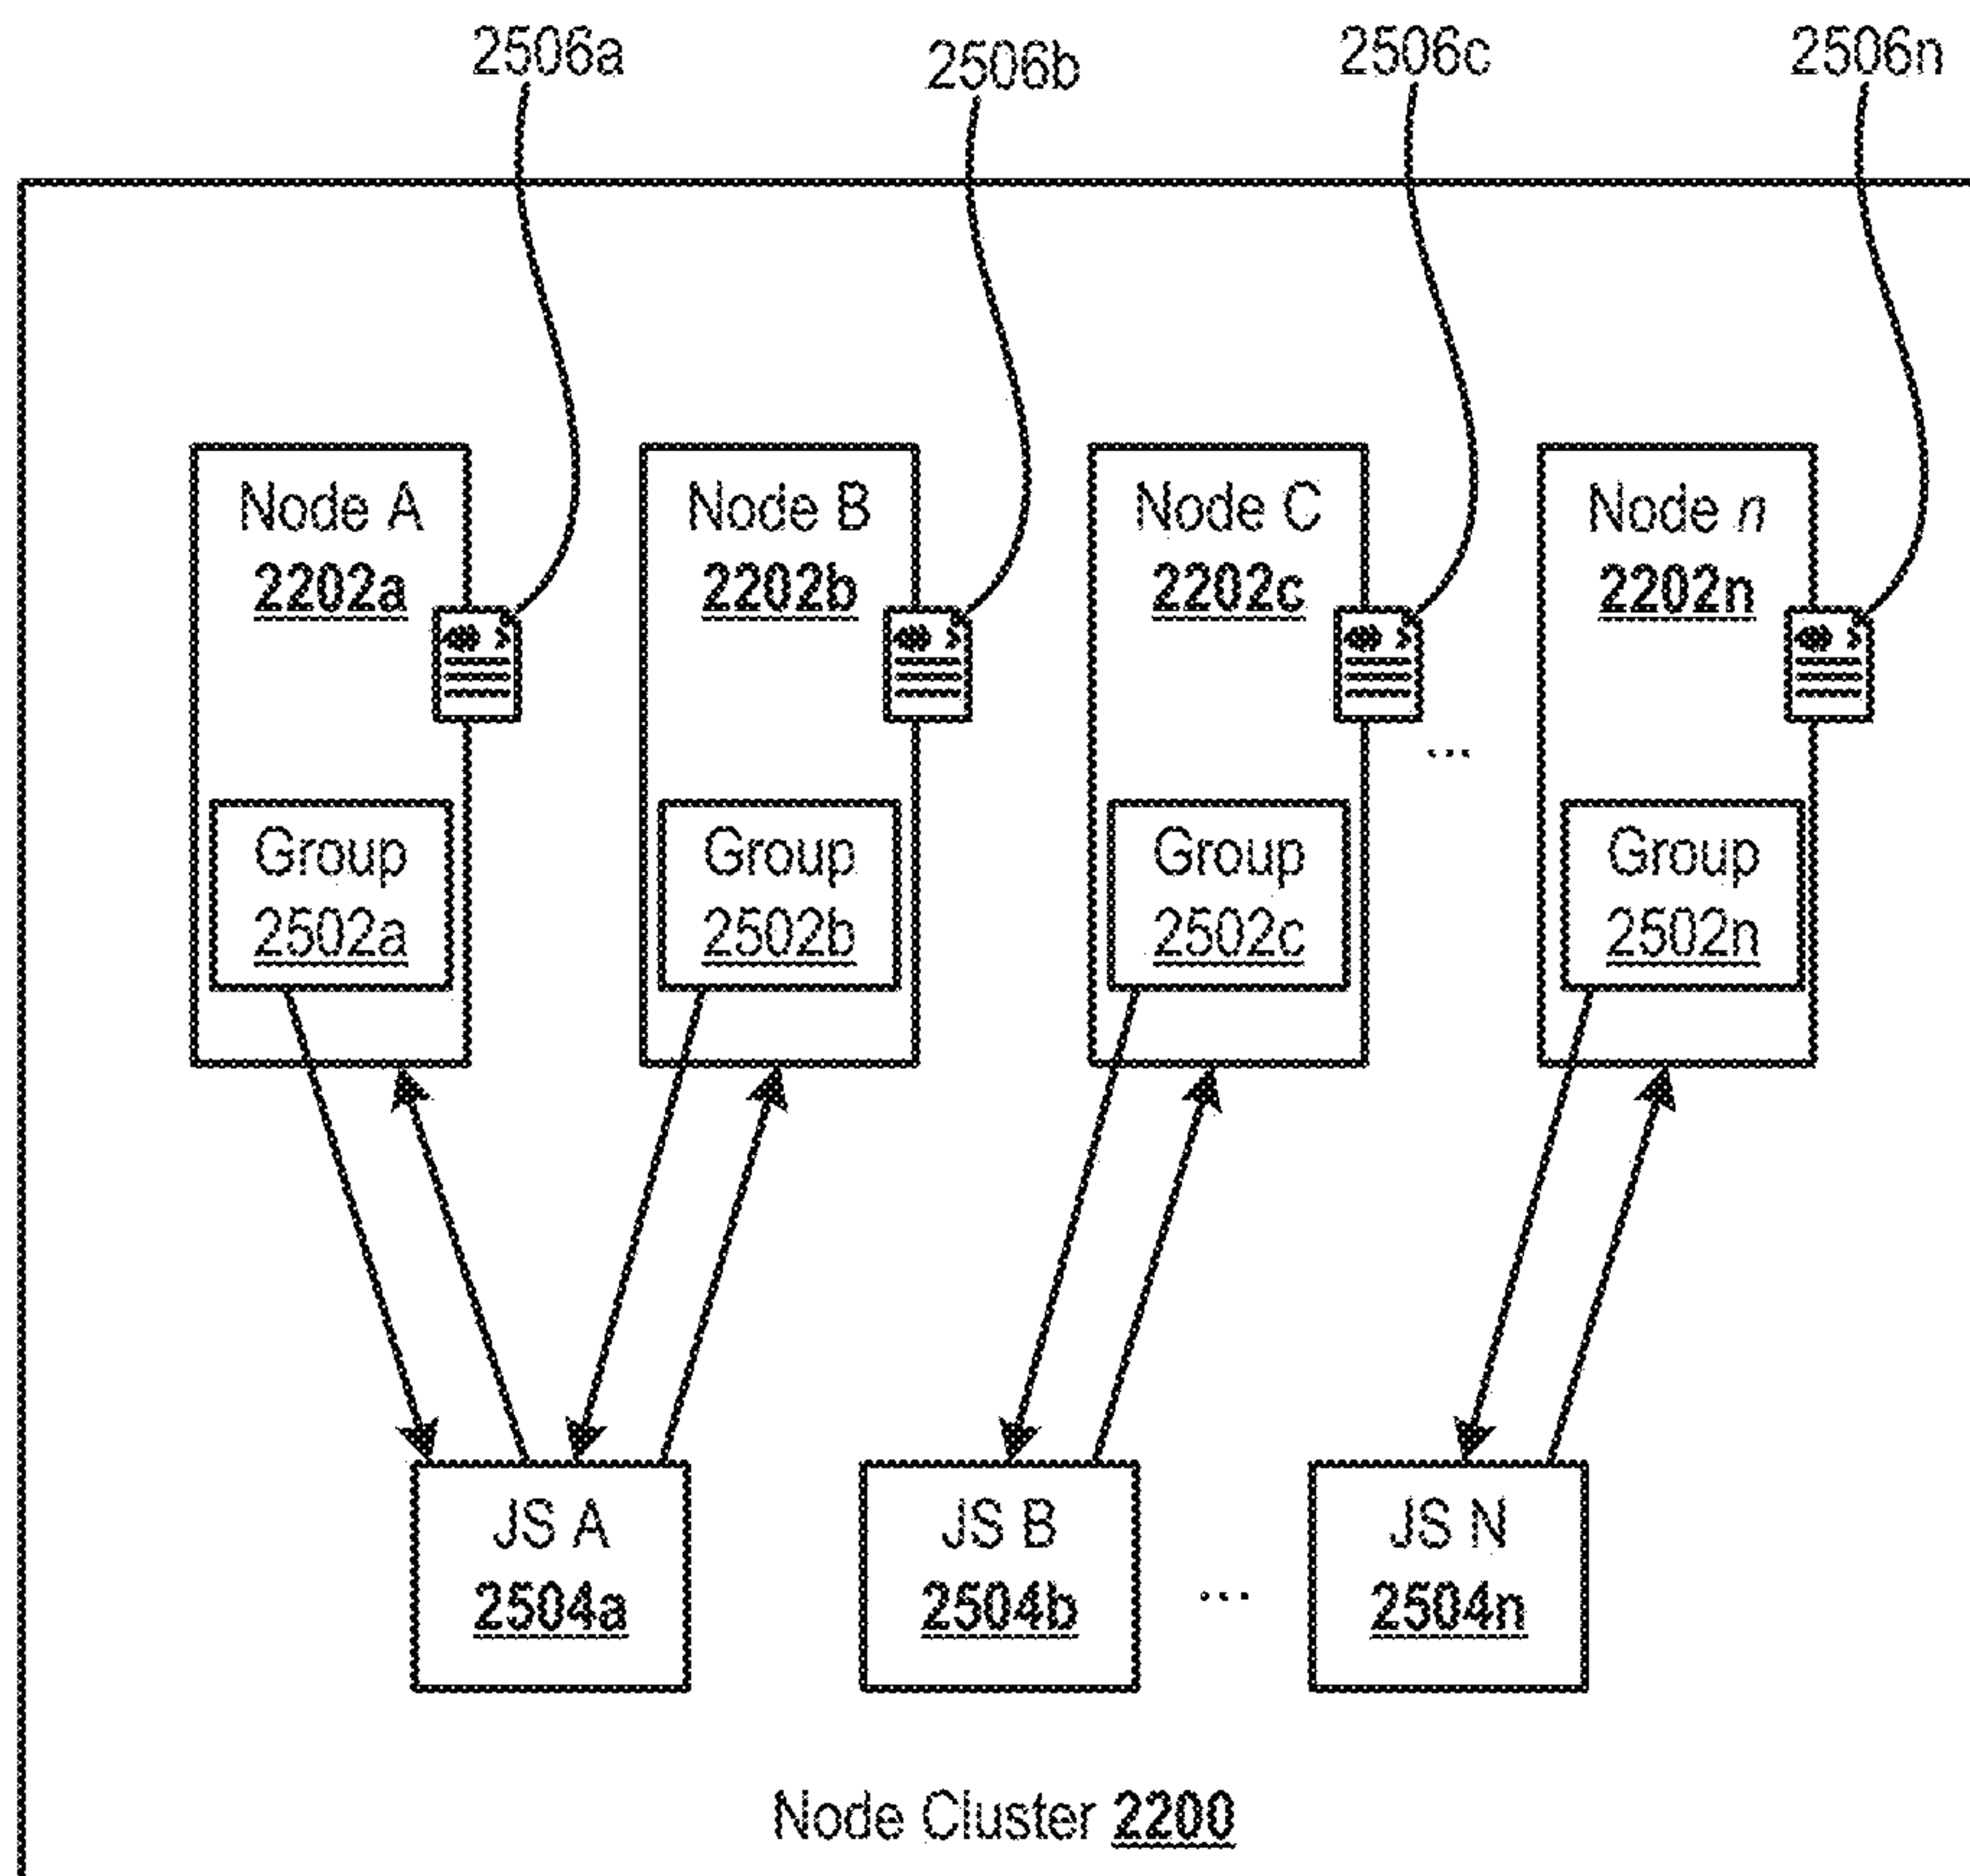 2506a
2506b
2506c
2506n
Node A
2202a
Node B
2202b
Node C
2202c
Node n
2202n
...
Group
2502a
Group
2502b
Group
2502c
Group
2502n
JS A
2504a
JS B
2504b
...
JS N
2504n
Node Cluster 2200